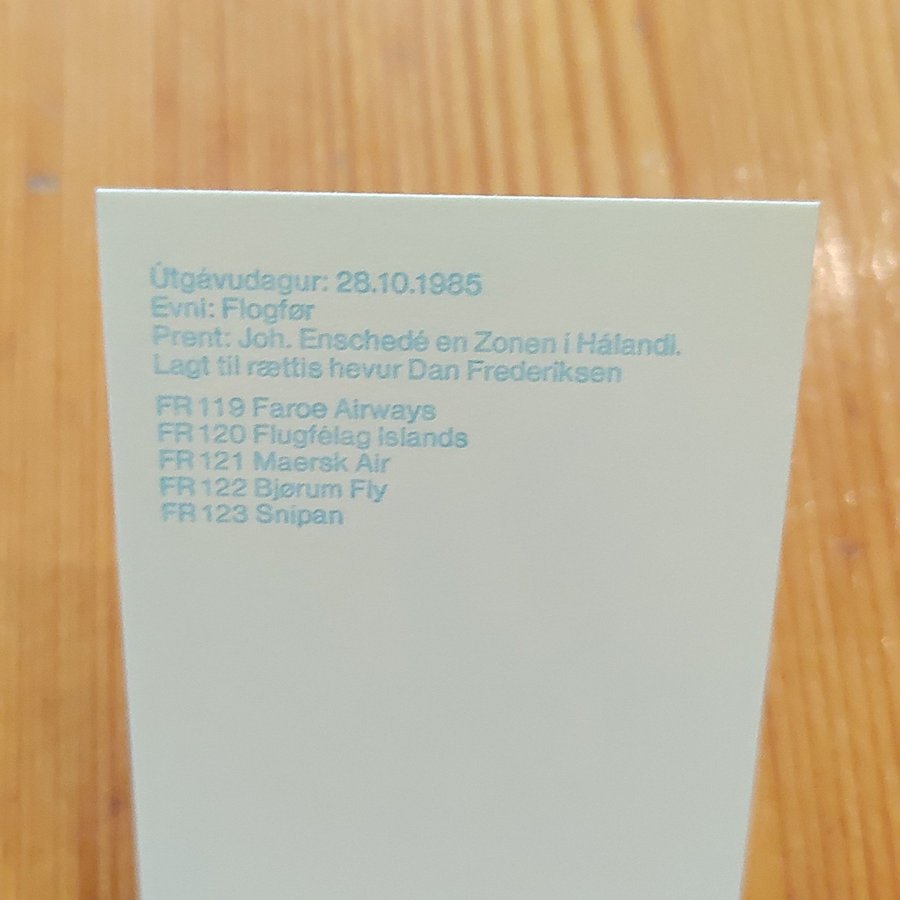 Útgávudagur: 28.10.1985
Evni: Flogfør
Prent: Joh. Enschedé en Zonen í Hálandi.
Lagt til rættis hevur Dan Frederiksen
FR 119 Faroe Airways
FR 120 Flugfélag Íslands
FR 121 Maersk Air
FR 122 Bjørum Fly
FR 123 Snipan